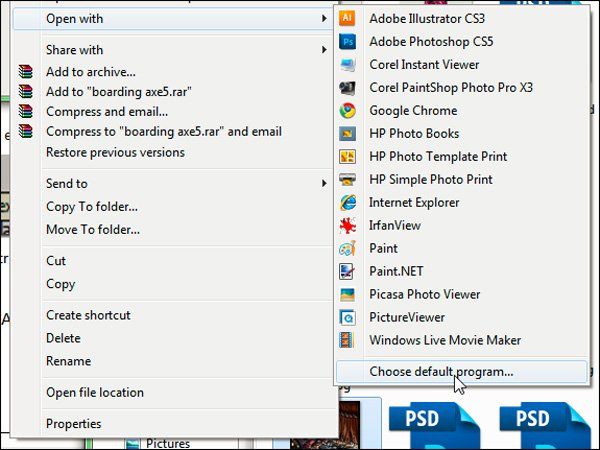 Open with
Share with
Add to archive...
Add to "boarding axe5.rar"
Compress and email...
Compress to "boarding axe5.rar" and email
Restore previous versions
Send to
Copy To folder...
Move To folder...
Cut
Copy
Create shortcut
Delete
Rename
Open file location
Properties
Adobe Illustrator CS3
Adobe Photoshop CS5
Corel Instant Viewer
Corel PaintShop Photo Pro X3
Google Chrome
HP Photo Books
HP Photo Template Print
HP Simple Photo Print
Internet Explorer
IrfanView
Paint
Paint.NET
Picasa Photo Viewer
PictureViewer
Windows Live Movie Maker
Choose default program...
Pictures
PSD
PSD